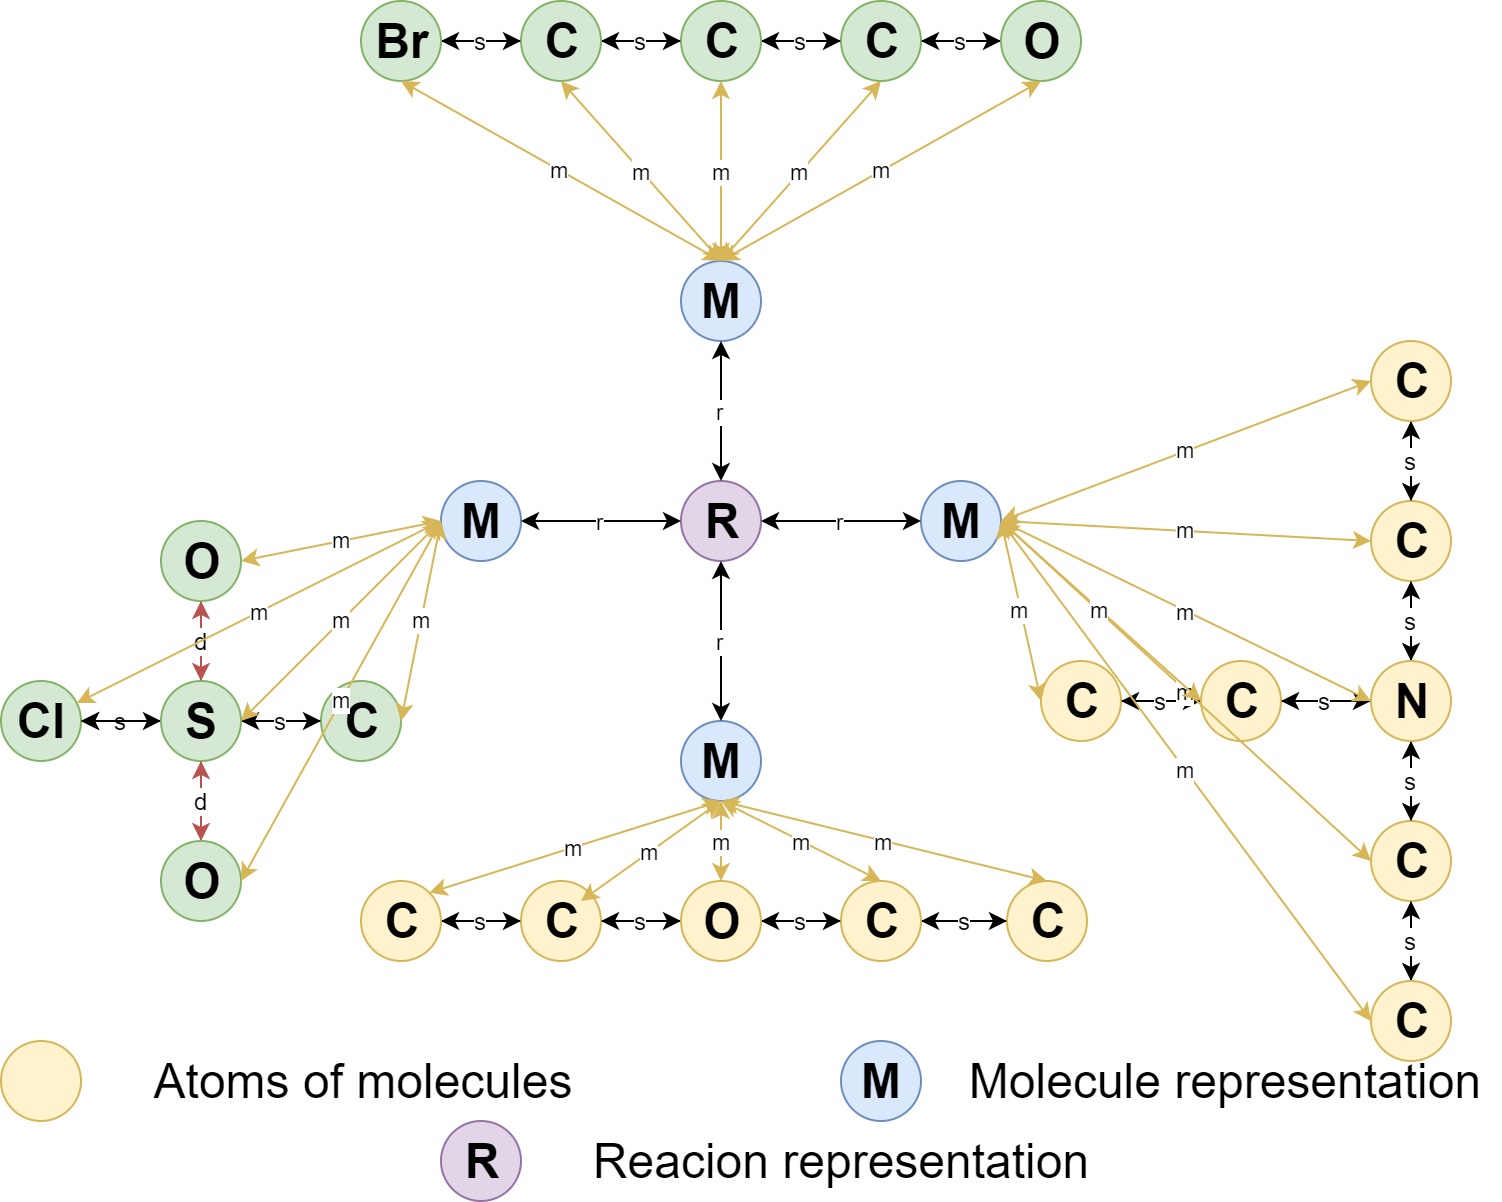 Br s C s C s C s O
m m m m m
M
r
C
m s
M r R r M
O m m C
m d m m r m m m s
Cl s S s C m C s m C s N
d M m s
O m m m m m C
C s C s O s C s C s
C
Atoms of molecules M Molecule representation
R Reacion representation